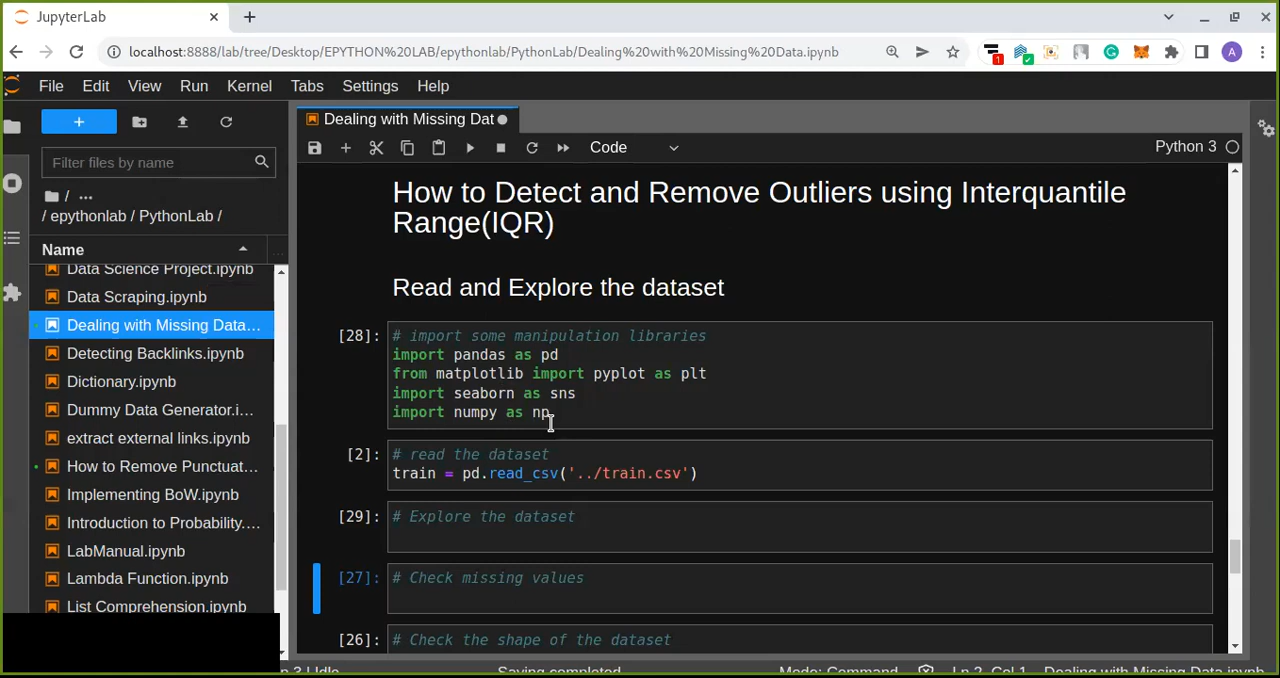 JupyterLab
localhost:8888/lab/tree/Desktop/EPYTHON%20LAB/epythonlab/PythonLab/Dealing%20with%20Missing%20Data.ipynb
1
A
File Edit View Run Kernel Tabs Settings Help
Dealing with Missing Dat
Filter files by name
Code
Python 3
/ ...
/ epythonlab / PythonLab /
Name
Data Science Project.ipynb
Data Scraping.ipynb
Dealing with Missing Data…
Detecting Backlinks.ipynb
Dictionary.ipynb
Dummy Data Generator.i…
extract external links.ipynb
How to Remove Punctuat…
Implementing BoW.ipynb
Introduction to Probability.…
LabManual.ipynb
Lambda Function.ipynb
List Comprehension.ipynb
How to Detect and Remove Outliers using Interquantile
Range(IQR)
Read and Explore the dataset
[28]: # import some manipulation libraries
import pandas as pd
from matplotlib import pyplot as plt
import seaborn as sns
import numpy as np
[2]: # read the dataset
train = pd.read_csv('../train.csv')
[29]: # Explore the dataset
[27]: # Check missing values
[26]: # Check the shape of the dataset
n 3 | Idle Saving completed Mode: Command Ln 2, Col 1 Dealing with Missing Data.ipynb